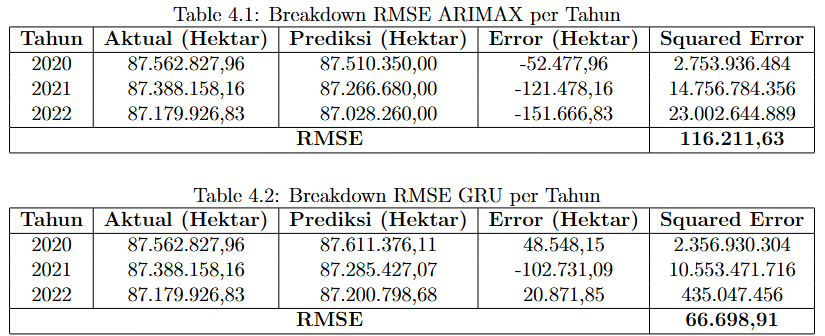 Table 4.1: Breakdown RMSE ARIMAX per Tahun
Tahun Aktual (Hektar) Prediksi (Hektar) Error (Hektar) Squared Error
2020 87.562.827,96 87.510.350,00 -52.477,96 2.753.936.484
2021 87.388.158,16 87.266.680,00 -121.478,16 14.756.784.356
2022 87.179.926,83 87.028.260,00 -151.666,83 23.002.644.889
RMSE 116.211,63
Table 4.2: Breakdown RMSE GRU per Tahun
Tahun Aktual (Hektar) Prediksi (Hektar) Error (Hektar) Squared Error
2020 87.562.827,96 87.611.376,11 48.548,15 2.356.930.304
2021 87.388.158,16 87.285.427,07 -102.731,09 10.553.471.716
2022 87.179.926,83 87.200.798,68 20.871,85 435.047.456
RMSE 66.698,91